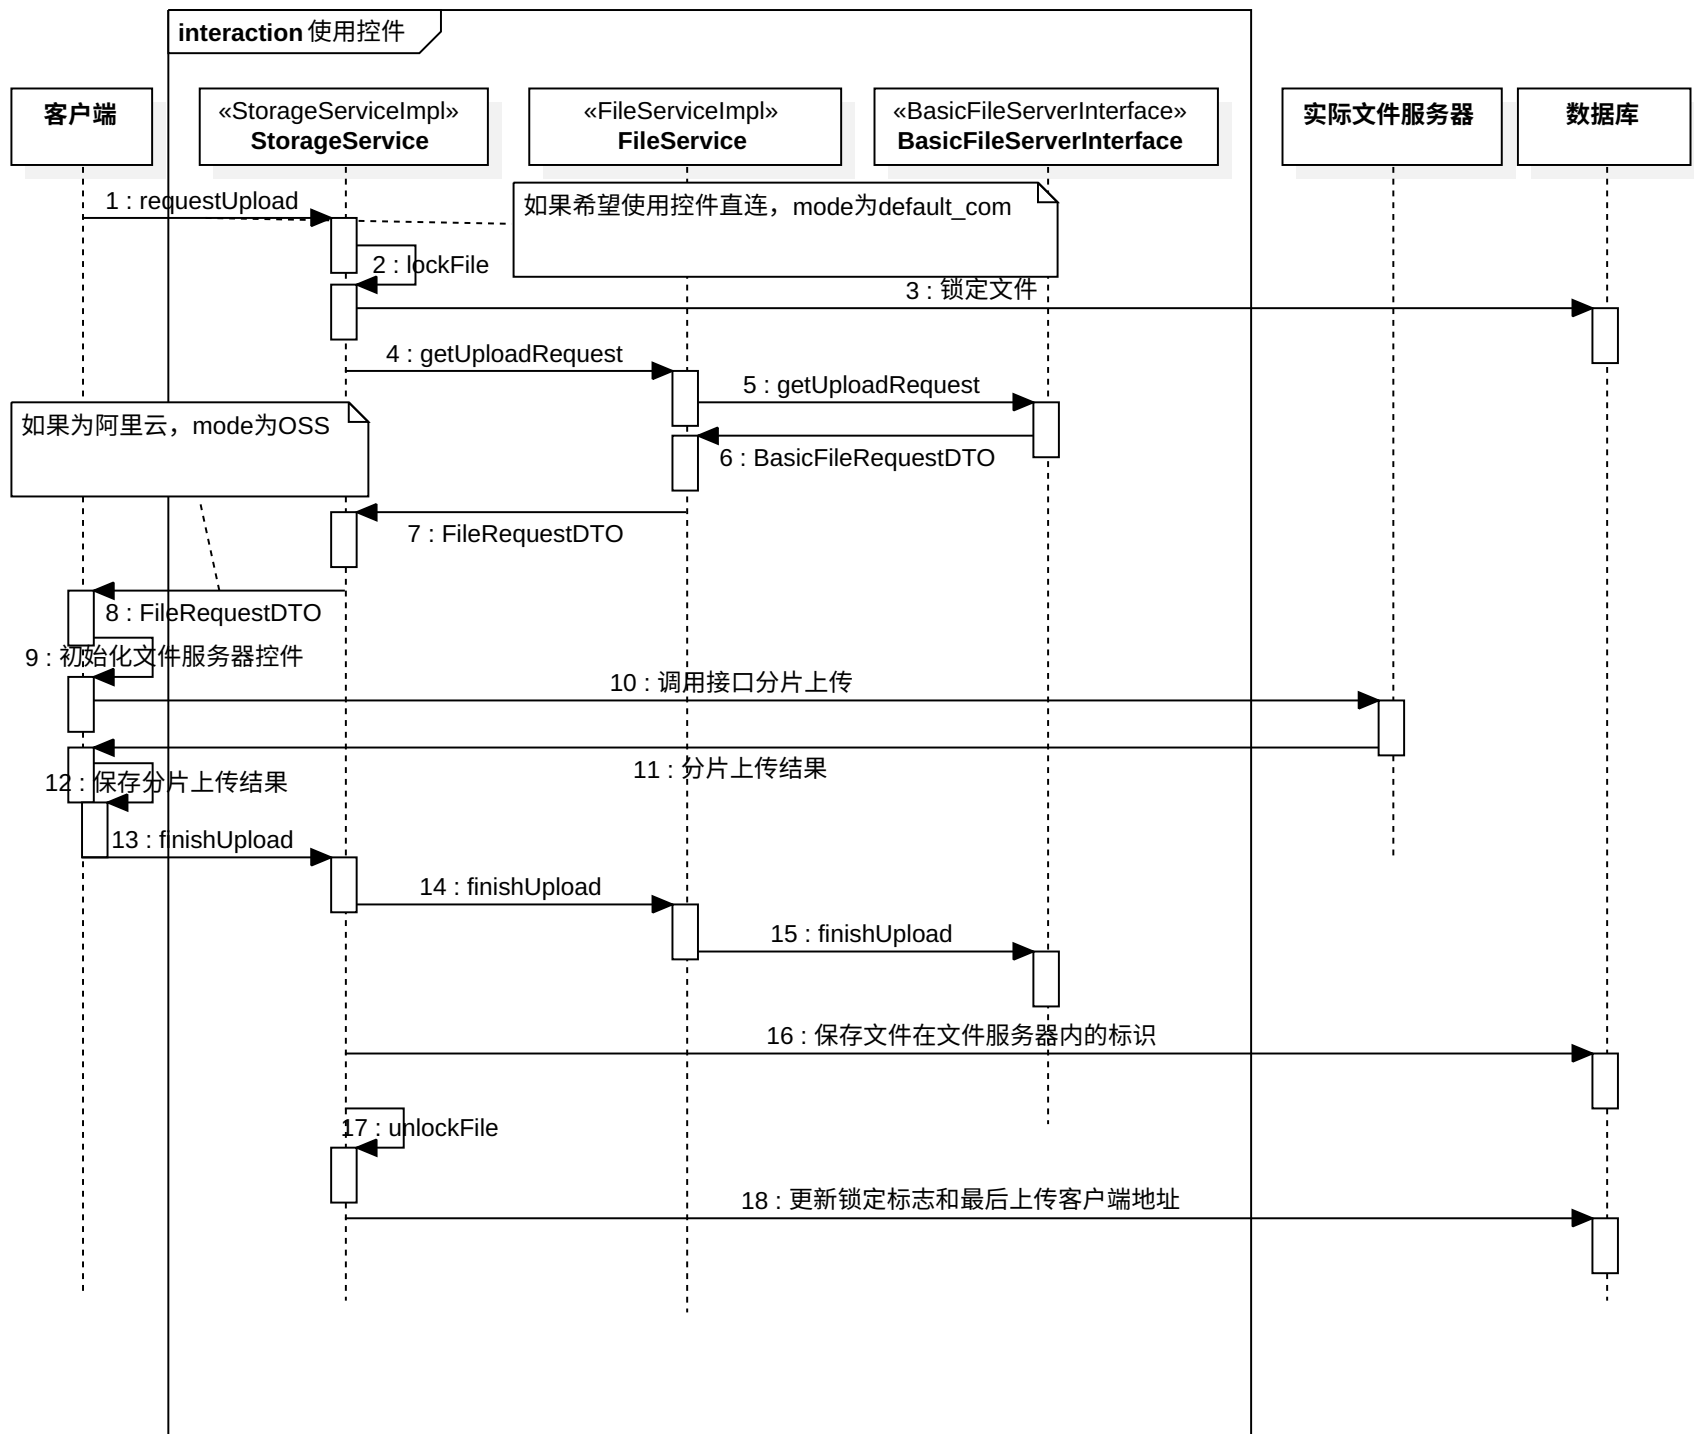 interaction 使用控件
客户端
«StorageServiceImpl»
StorageService
«FileServiceImpl»
FileService
«BasicFileServerInterface»
BasicFileServerInterface
实际文件服务器
数据库
1 : requestUpload
如果希望使用控件直连，mode为default_com
2 : lockFile
3 : 锁定文件
4 : getUploadRequest
5 : getUploadRequest
如果为阿里云，mode为OSS
6 : BasicFileRequestDTO
7 : FileRequestDTO
8 : FileRequestDTO
9 : 初始化文件服务器控件
10 : 调用接口分片上传
11 : 分片上传结果
12 : 保存分片上传结果
13 : finishUpload
14 : finishUpload
15 : finishUpload
16 : 保存文件在文件服务器内的标识
17 : unlockFile
18 : 更新锁定标志和最后上传客户端地址